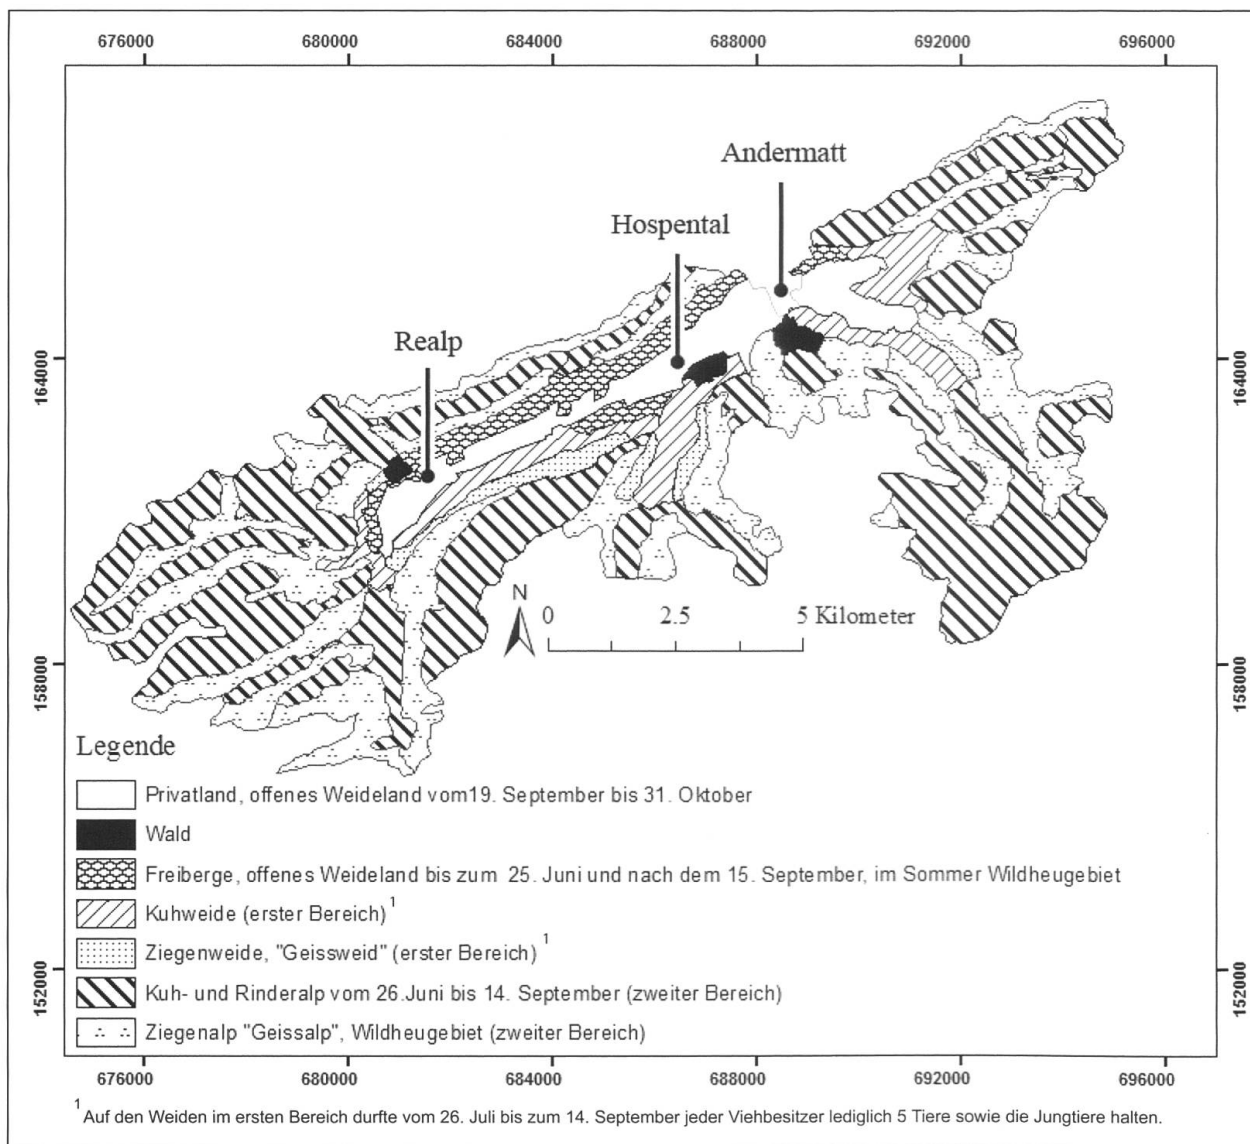 676000 680000 684000 688000 692000 696000
Andermatt
Hospental
Realp
164000 164000
N
0 2.5 5 Kilometer
158000 158000
Legende
Privatland, offenes Weideland vom19. September bis 31. Oktober
Wald
Freiberge, offenes Weideland bis zum 25. Juni und nach dem 15. September, im Sommer Wildheugebiet
Kuhweide (erster Bereich)1
Ziegenweide, "Geissweid" (erster Bereich) 1
152000 152000
Kuh- und Rinderalp vom 26.Juni bis 14. September (zweiter Bereich)
Ziegenalp "Geissalp", Wildheugebiet (zweiter Bereich)
676000 680000 684000 688000 692000 696000
1 Auf den Weiden im ersten Bereich durfte vom 26. Juli bis zum 14. September jeder Viehbesitzer lediglich 5 Tiere sowie die Jungtiere halten.